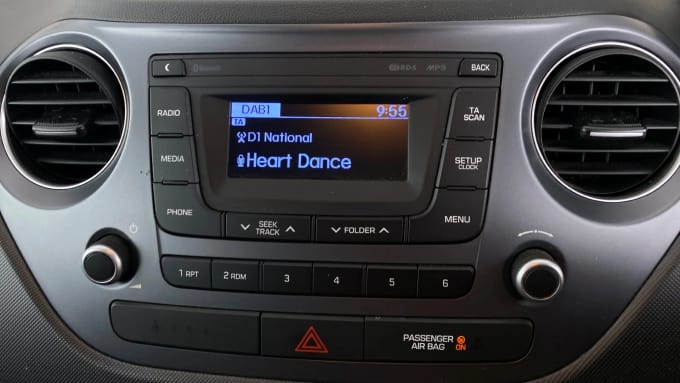 Bluetooth RDS MP3 BACK
DAB1 9:55
TA
D1 National
Heart Dance
RADIO
MEDIA
PHONE
TA
SCAN
SETUP
CLOCK
MENU
SEEK
TRACK
FOLDER
1 RPT 2 RDM 3 4 5 6
PASSENGER
AIR BAG ON